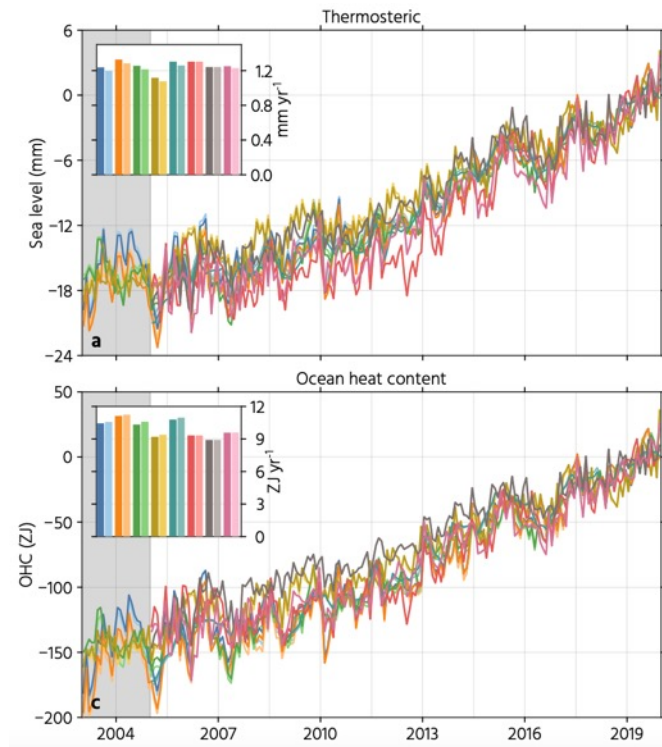 Thermosteric
6
0
−6
−12
−18
−24
Sea level (mm)
1.2
0.8
0.4
0.0
mm yr⁻¹
a
Ocean heat content
50
0
−50
−100
−150
−200
OHC (ZJ)
12
9
6
3
0
ZJ yr⁻¹
c
2004 2007 2010 2013 2016 2019